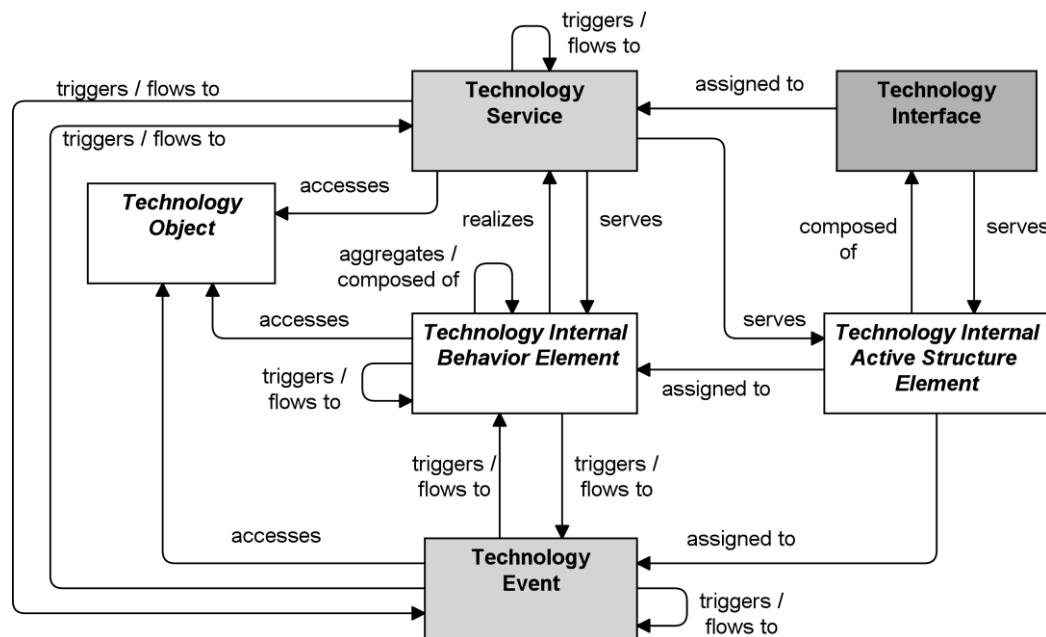 triggers /
flows to
triggers / flows to
Technology
Service
assigned to
Technology
Interface
triggers / flows to
accesses
Technology
Object
realizes
serves
composed
of
serves
aggregates /
composed of
accesses
Technology Internal
Behavior Element
serves
Technology Internal
Active Structure
Element
triggers /
flows to
assigned to
triggers /
flows to
triggers /
flows to
accesses
Technology
Event
assigned to
triggers /
flows to